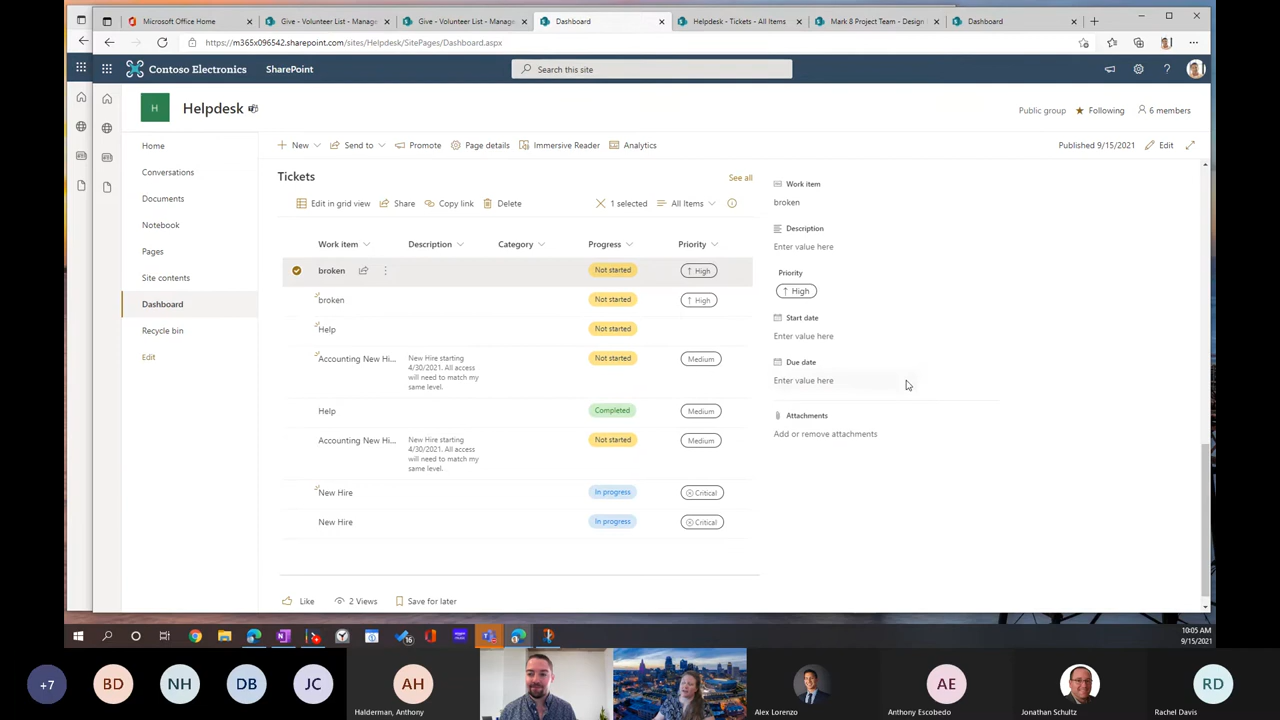 Microsoft Office Home
Give - Volunteer List - Manage
Give - Volunteer List - Manage
Dashboard
Helpdesk - Tickets - All Items
Mark 8 Project Team - Design
Dashboard
https://m365x096542.sharepoint.com/sites/Helpdesk/SitePages/Dashboard.aspx
Contoso Electronics
SharePoint
Search this site
H
Helpdesk
Public group
Following
6 members
New
Send to
Promote
Page details
Immersive Reader
Analytics
Published 9/15/2021
Edit
Home
Conversations
Documents
Notebook
Pages
Site contents
Dashboard
Recycle bin
Edit
Tickets
See all
Edit in grid view
Share
Copy link
Delete
1 selected
All Items
Work item
Description
Category
Progress
Priority
broken
Not started
High
broken
Not started
High
Help
Not started
Accounting New Hi...
New Hire starting
4/30/2021. All access
will need to match my
same level.
Not started
Medium
Help
Completed
Medium
Accounting New Hi...
New Hire starting
4/30/2021. All access
will need to match my
same level.
Not started
Medium
New Hire
In progress
Critical
New Hire
In progress
Critical
Like
2 Views
Save for later
Work item
broken
Description
Enter value here
Priority
High
Start date
Enter value here
Due date
Enter value here
Attachments
Add or remove attachments
16
10:05 AM
9/15/2021
+7
BD
NH
DB
JC
AH
Halderman, Anthony
Alex Lorenzo
AE
Anthony Escobedo
Jonathan Schultz
RD
Rachel Davis